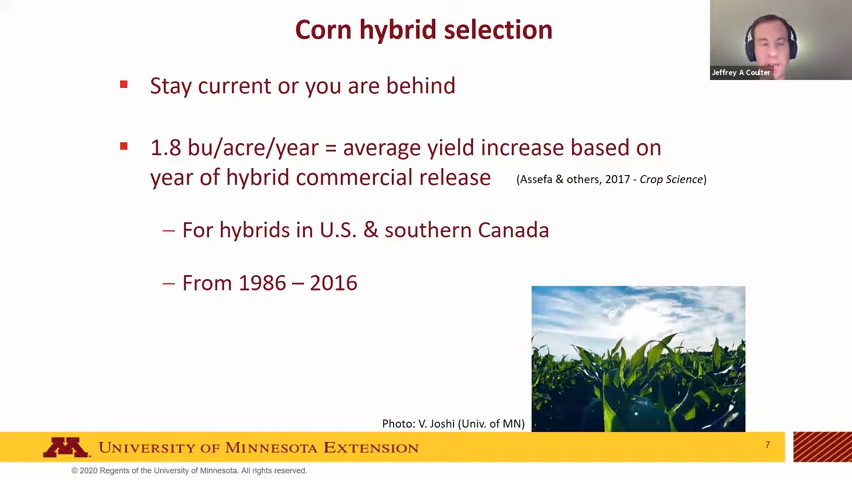 Corn hybrid selection
Jeffrey A Coulter
▪ Stay current or you are behind
▪ 1.8 bu/acre/year = average yield increase based on
year of hybrid commercial release (Assefa & others, 2017 - Crop Science)
– For hybrids in U.S. & southern Canada
– From 1986 – 2016
Photo: V. Joshi (Univ. of MN)
M UNIVERSITY OF MINNESOTA EXTENSION 7
© 2020 Regents of the University of Minnesota. All rights reserved.